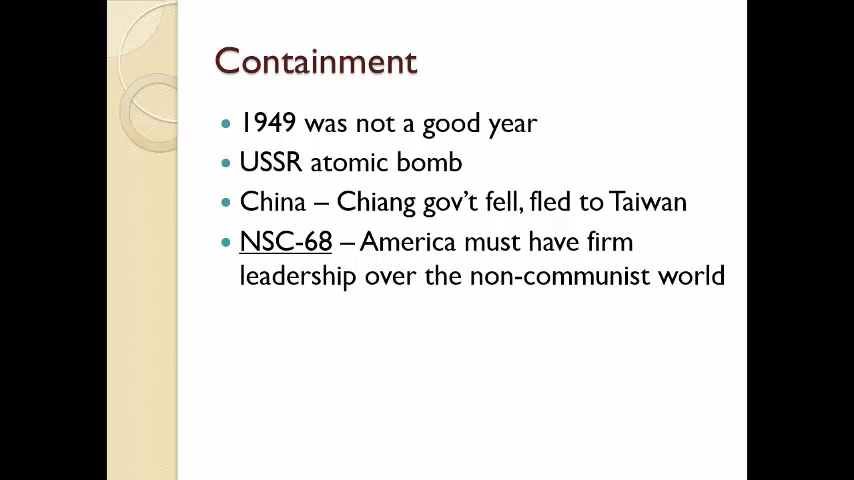 Containment
1949 was not a good year
USSR atomic bomb
China – Chiang gov’t fell, fled to Taiwan
NSC-68 – America must have firm
leadership over the non-communist world